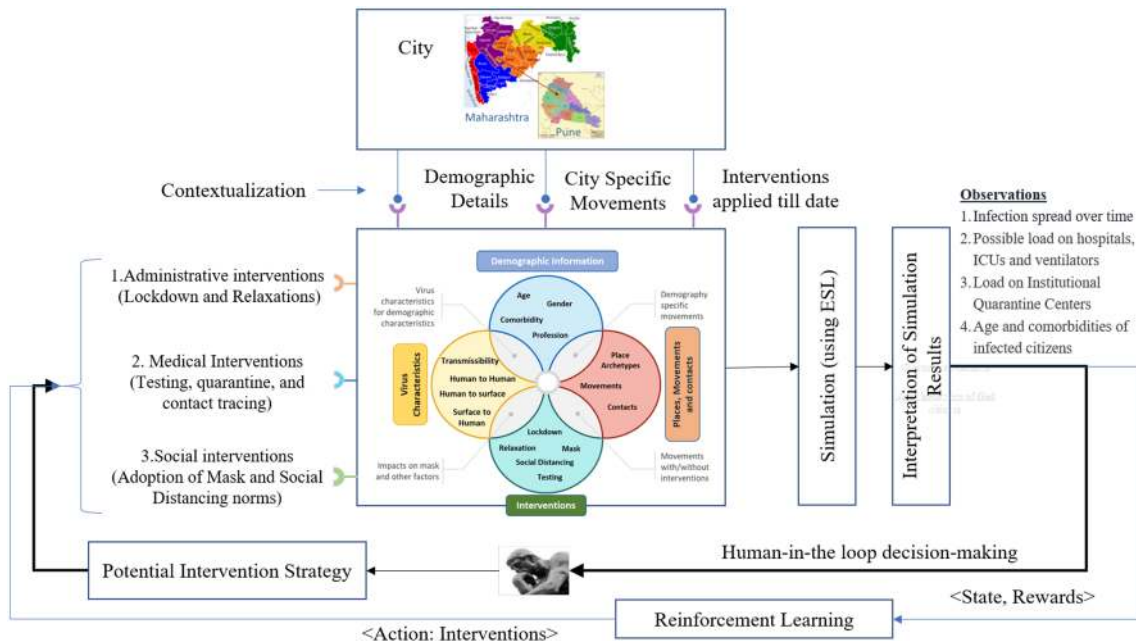 City
Maharashtra
Pune
Contextualization
Demographic
Details
City Specific
Movements
Interventions
applied till date
Observations
1. Infection spread over time
2. Possible load on hospitals,
ICUs and ventilators
3. Load on Institutional
Quarantine Centers
4. Age and comorbidities of
infected citizens
1.Administrative interventions
(Lockdown and Relaxations)
2. Medical Interventions
(Testing, quarantine, and
contact tracing)
3.Social interventions
(Adoption of Mask and Social
Distancing norms)
Demographic Information
Virus
characteristics
for demographic
characteristics
Age
Gender
Comorbidity
Profession
Demography
specific
movements
Virus
Characteristics
Transmissibility
Human to Human
Human to surface
Surface to
Human
Place
Archetypes
Movements
Contacts
Places, Movements
and contacts
Lockdown
Relaxation
Mask
Social Distancing
Testing
Impacts on mask
and other factors
Movements
with/without
interventions
Interventions
Simulation (using ESL)
Interpretation of Simulation
Results
Human-in-the loop decision-making
Potential Intervention Strategy
<State, Rewards>
Reinforcement Learning
<Action: Interventions>